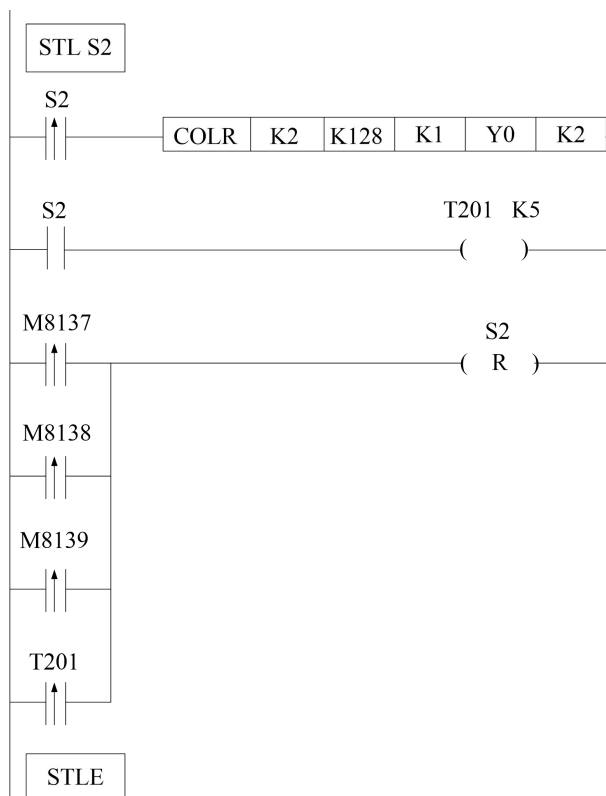 STL S2
S2
COLR K2 K128 K1 Y0 K2
S2
T201 K5
( )
M8137
S2
( R )
M8138
M8139
T201
STLE